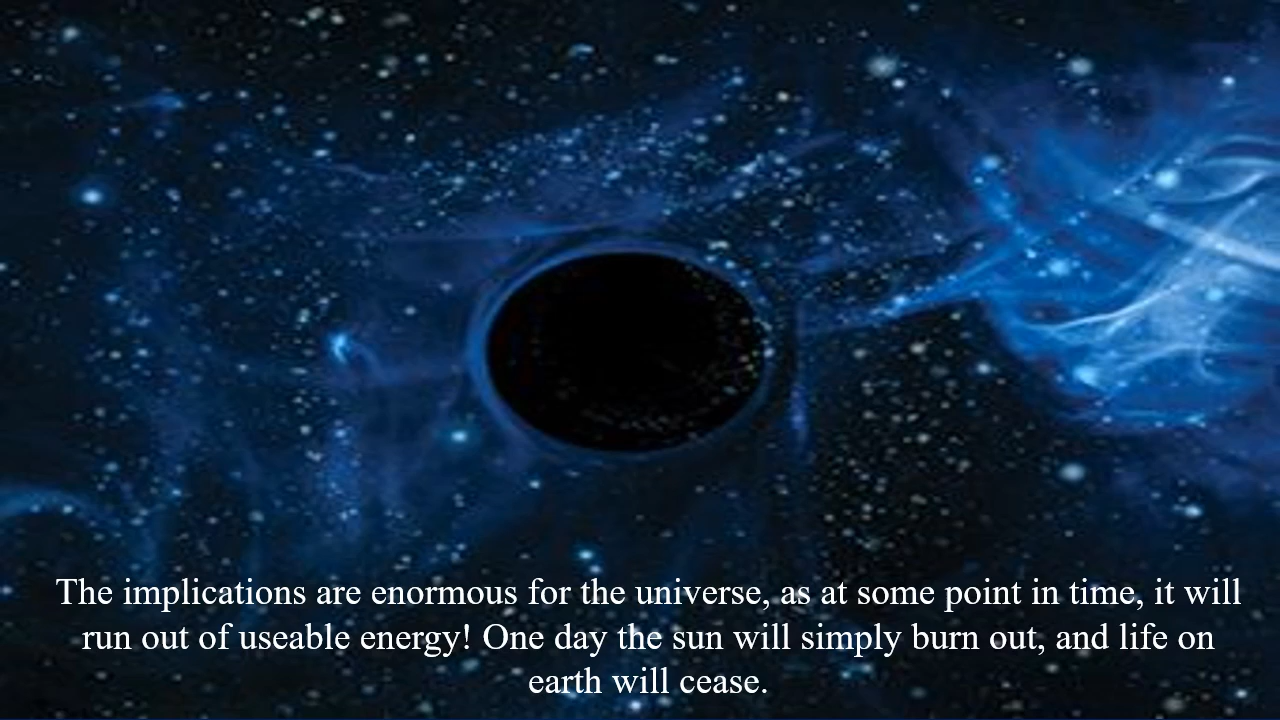 The implications are enormous for the universe, as at some point in time, it will
run out of useable energy! One day the sun will simply burn out, and life on
earth will cease.